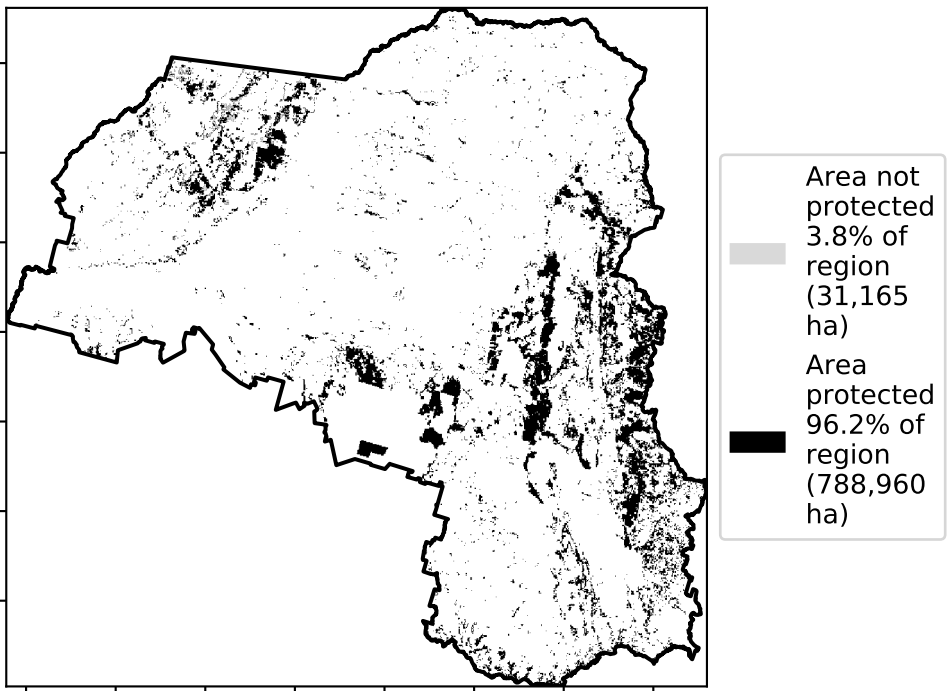 Area not
protected
3.8% of
region
(31,165
ha)
Area
protected
96.2% of
region
(788,960
ha)